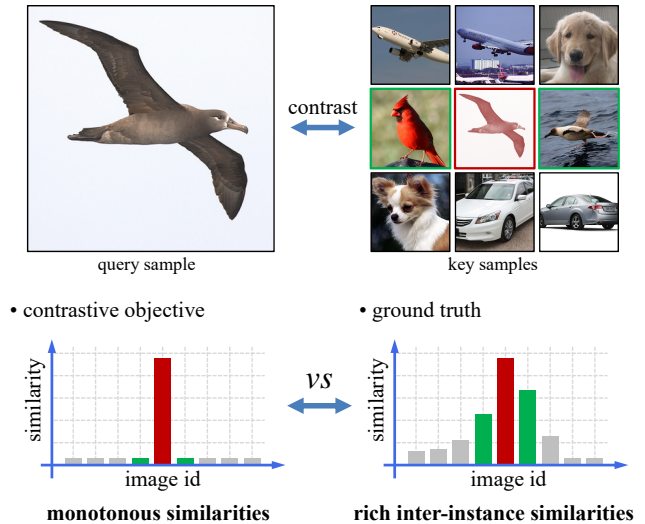 contrast
query sample
key samples
• contrastive objective
• ground truth
similarity
image id
vs
similarity
image id
monotonous similarities
rich inter-instance similarities